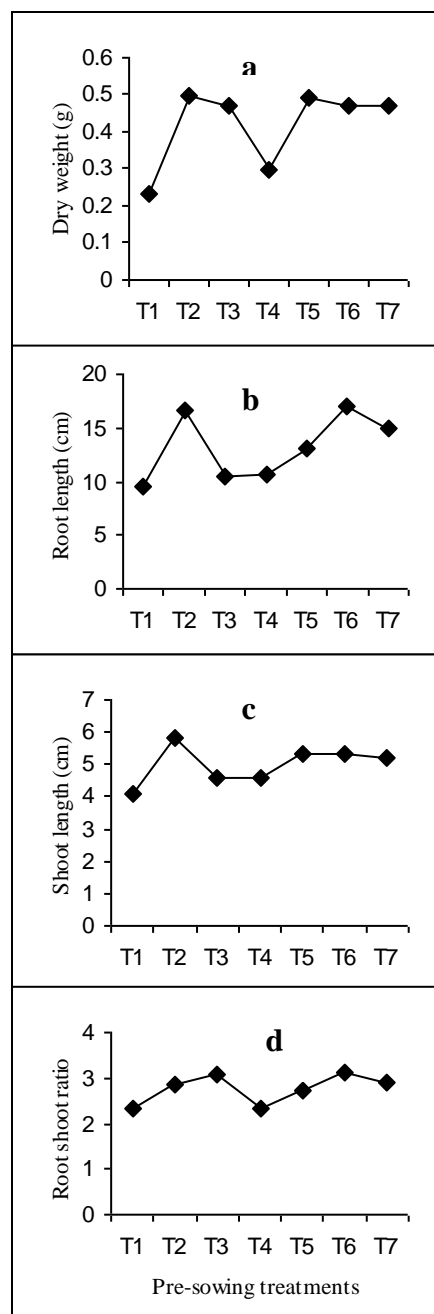 a
Dry weight (g)
0.6
0.5
0.4
0.3
0.2
0.1
0
T1 T2 T3 T4 T5 T6 T7
b
Root length (cm)
20
15
10
5
0
T1 T2 T3 T4 T5 T6 T7
c
Shoot length (cm)
7
6
5
4
3
2
1
0
T1 T2 T3 T4 T5 T6 T7
d
Root shoot ratio
4
3
2
1
0
T1 T2 T3 T4 T5 T6 T7
Pre-sowing treatments